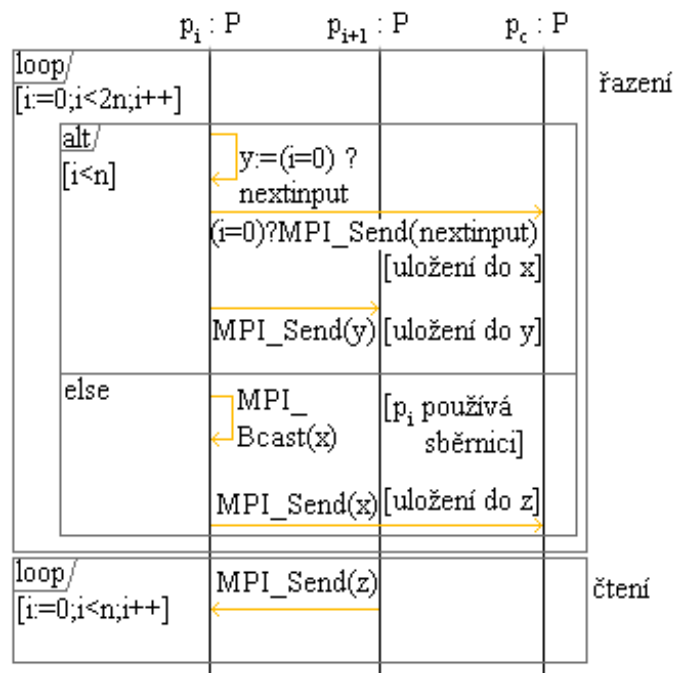 pᵢ : P pᵢ₊₁ : P p꜀ : P
loop
[i:=0;i<2n;i++]
řazení
alt
[i<n]
y:=(i=0) ?
nextinput
(i=0)?MPI_Send(nextinput)
[uložení do x]
MPI_Send(y) [uložení do y]
else
MPI_
Bcast(x)
[pᵢ používá
sběrnici]
MPI_Send(x) [uložení do z]
loop
[i:=0;i<n;i++]
MPI_Send(z)
čtení